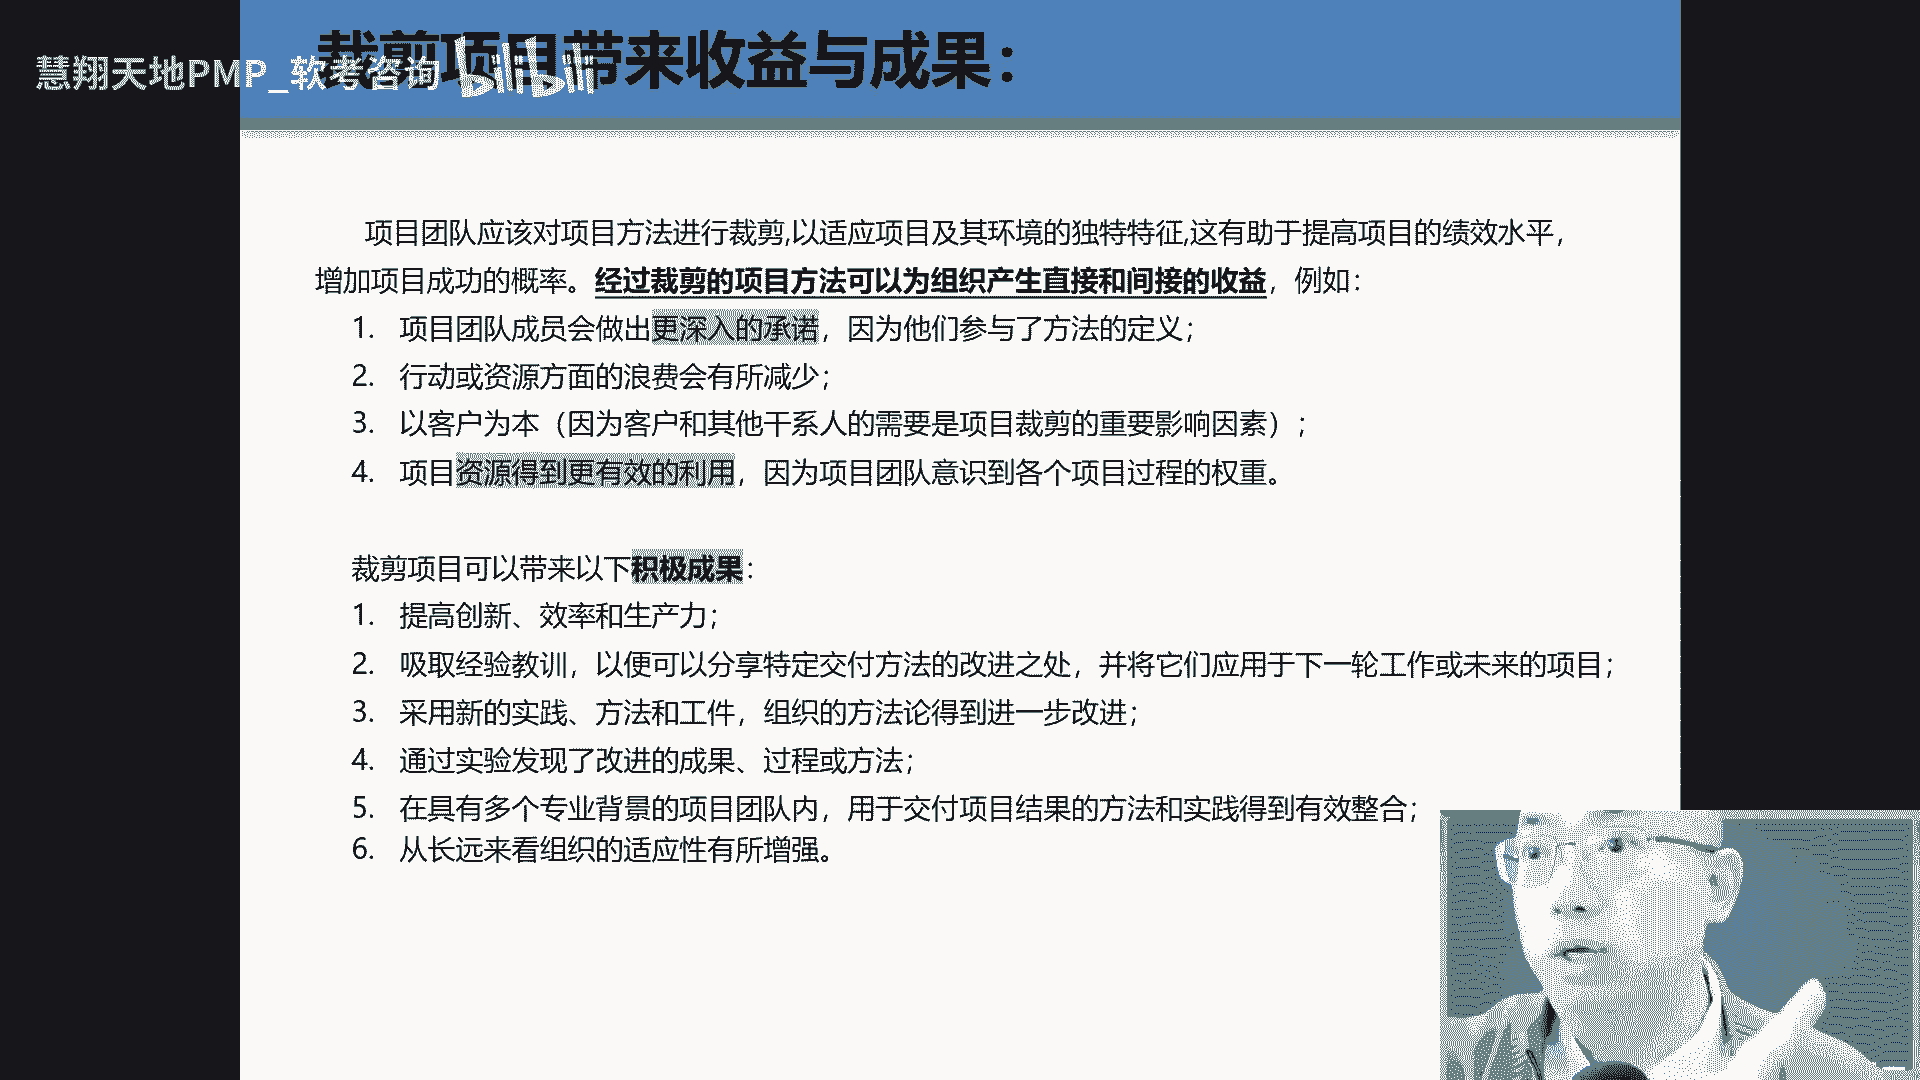 裁剪项目带来收益与成果：
慧翔天地PMP_软考咨询 bilibili
项目团队应该对项目方法进行裁剪,以适应项目及其环境的独特特征,这有助于提高项目的绩效水平，
增加项目成功的概率。经过裁剪的项目方法可以为组织产生直接和间接的收益，例如：
1. 项目团队成员会做出更深入的承诺，因为他们参与了方法的定义；
2. 行动或资源方面的浪费会有所减少；
3. 以客户为本（因为客户和其他干系人的需要是项目裁剪的重要影响因素）；
4. 项目资源得到更有效的利用，因为项目团队意识到各个项目过程的权重。
裁剪项目可以带来以下积极成果：
1. 提高创新、效率和生产力；
2. 吸取经验教训，以便可以分享特定交付方法的改进之处，并将它们应用于下一轮工作或未来的项目；
3. 采用新的实践、方法和工件，组织的方法论得到进一步改进；
4. 通过实验发现了改进的成果、过程或方法；
5. 在具有多个专业背景的项目团队内，用于交付项目结果的方法和实践得到有效整合；
6. 从长远来看组织的适应性有所增强。